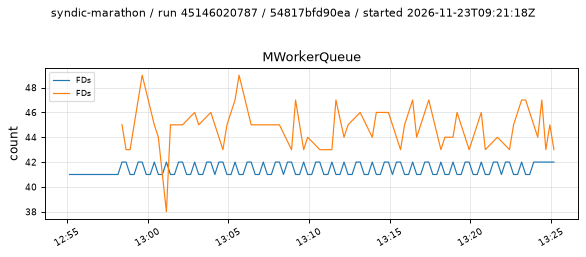 syndic-marathon / run 45146020787 / 54817bfd90ea / started 2026-11-23T09:21:18Z
MWorkerQueue
FDs
FDs
count
48
46
44
42
40
38
12:55
13:00
13:05
13:10
13:15
13:20
13:25